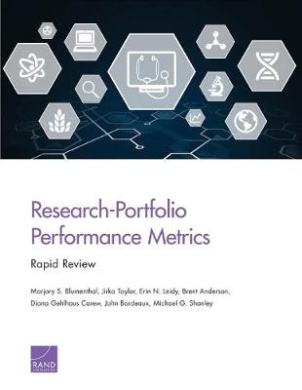 Research-Portfolio
Performance Metrics
Rapid Review
Marjory S. Blumenthal, Jirka Taylor, Erin N. Leidy, Brent Anderson,
Diana Gehlhaus Carew, John Bordeaux, Michael G. Shanley
RAND